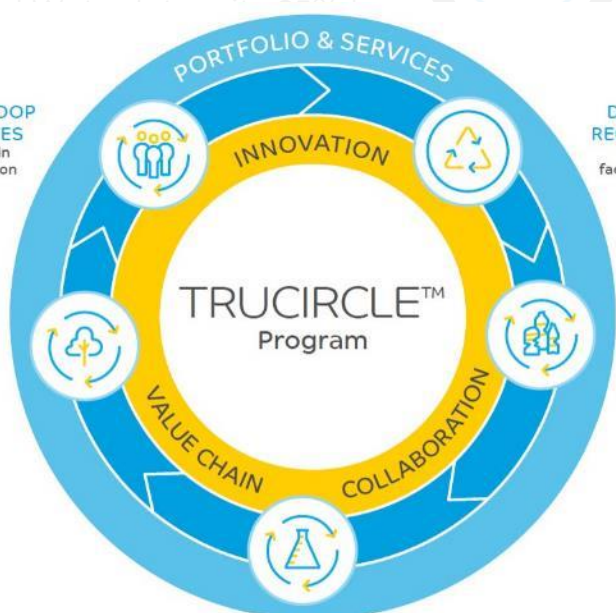 PORTFOLIO & SERVICES
INNOVATION
TRUCIRCLE™
Program
VALUE CHAIN
COLLABORATION